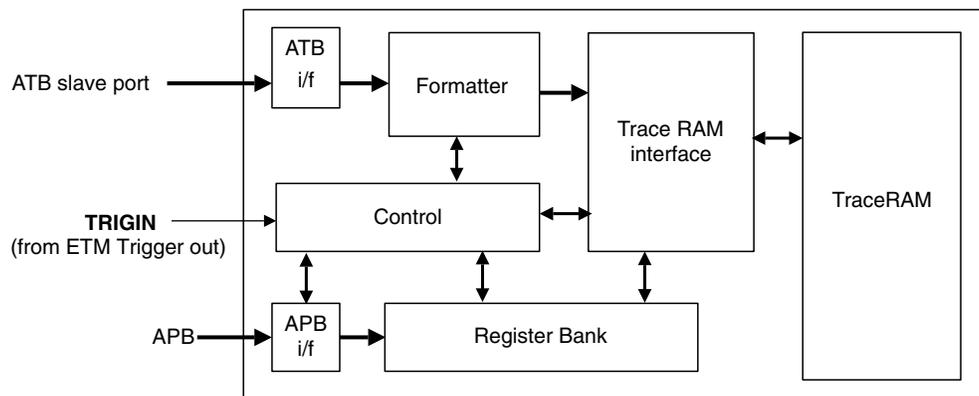 ATB
i/f
ATB slave port
Formatter
Trace RAM
interface
TraceRAM
Control
TRIGIN
(from ETM Trigger out)
APB
APB
i/f
Register Bank